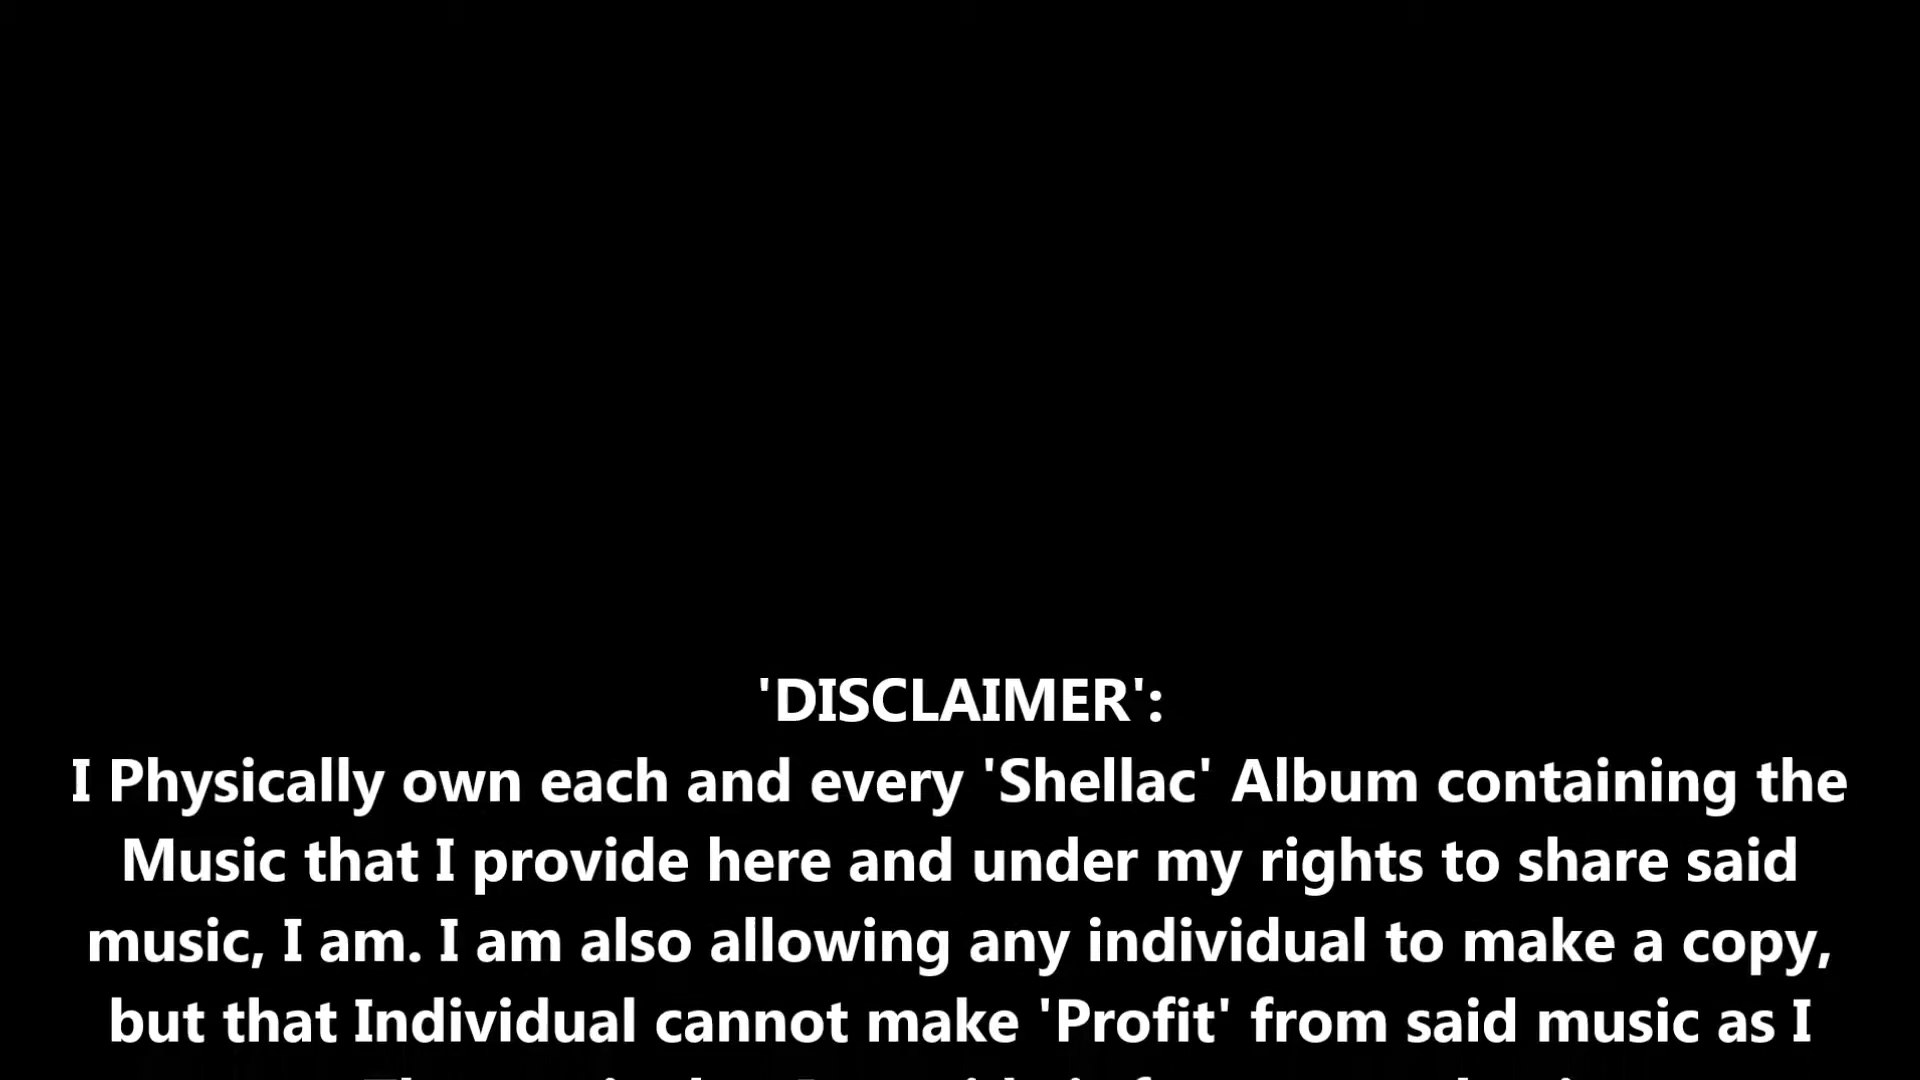 'DISCLAIMER':
I Physically own each and every 'Shellac' Album containing the
Music that I provide here and under my rights to share said
music, I am. I am also allowing any individual to make a copy,
but that Individual cannot make 'Profit' from said music as I